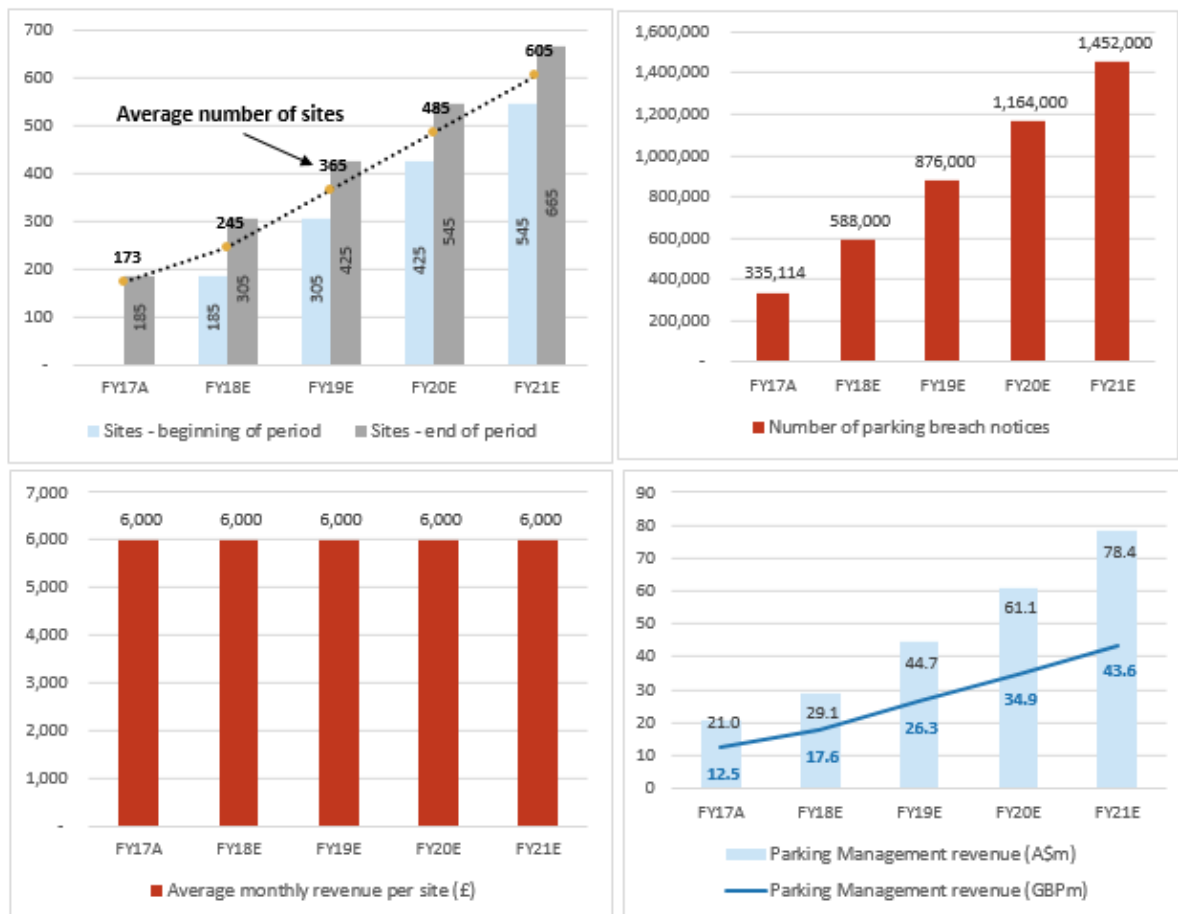 700
600
500
400
300
200
100
-
173
245
365
485
605
Average number of sites
185
185
305
305
425
425
545
545
665
FY17A
FY18E
FY19E
FY20E
FY21E
Sites - beginning of period
Sites - end of period
1,600,000
1,400,000
1,200,000
1,000,000
800,000
600,000
400,000
200,000
-
335,114
588,000
876,000
1,164,000
1,452,000
FY17A
FY18E
FY19E
FY20E
FY21E
Number of parking breach notices
7,000
6,000
5,000
4,000
3,000
2,000
1,000
-
6,000
6,000
6,000
6,000
6,000
FY17A
FY18E
FY19E
FY20E
FY21E
Average monthly revenue per site (£)
90
80
70
60
50
40
30
20
10
0
21.0
29.1
44.7
61.1
78.4
12.5
17.6
26.3
34.9
43.6
FY17A
FY18E
FY19E
FY20E
FY21E
Parking Management revenue (A$m)
Parking Management revenue (GBPm)